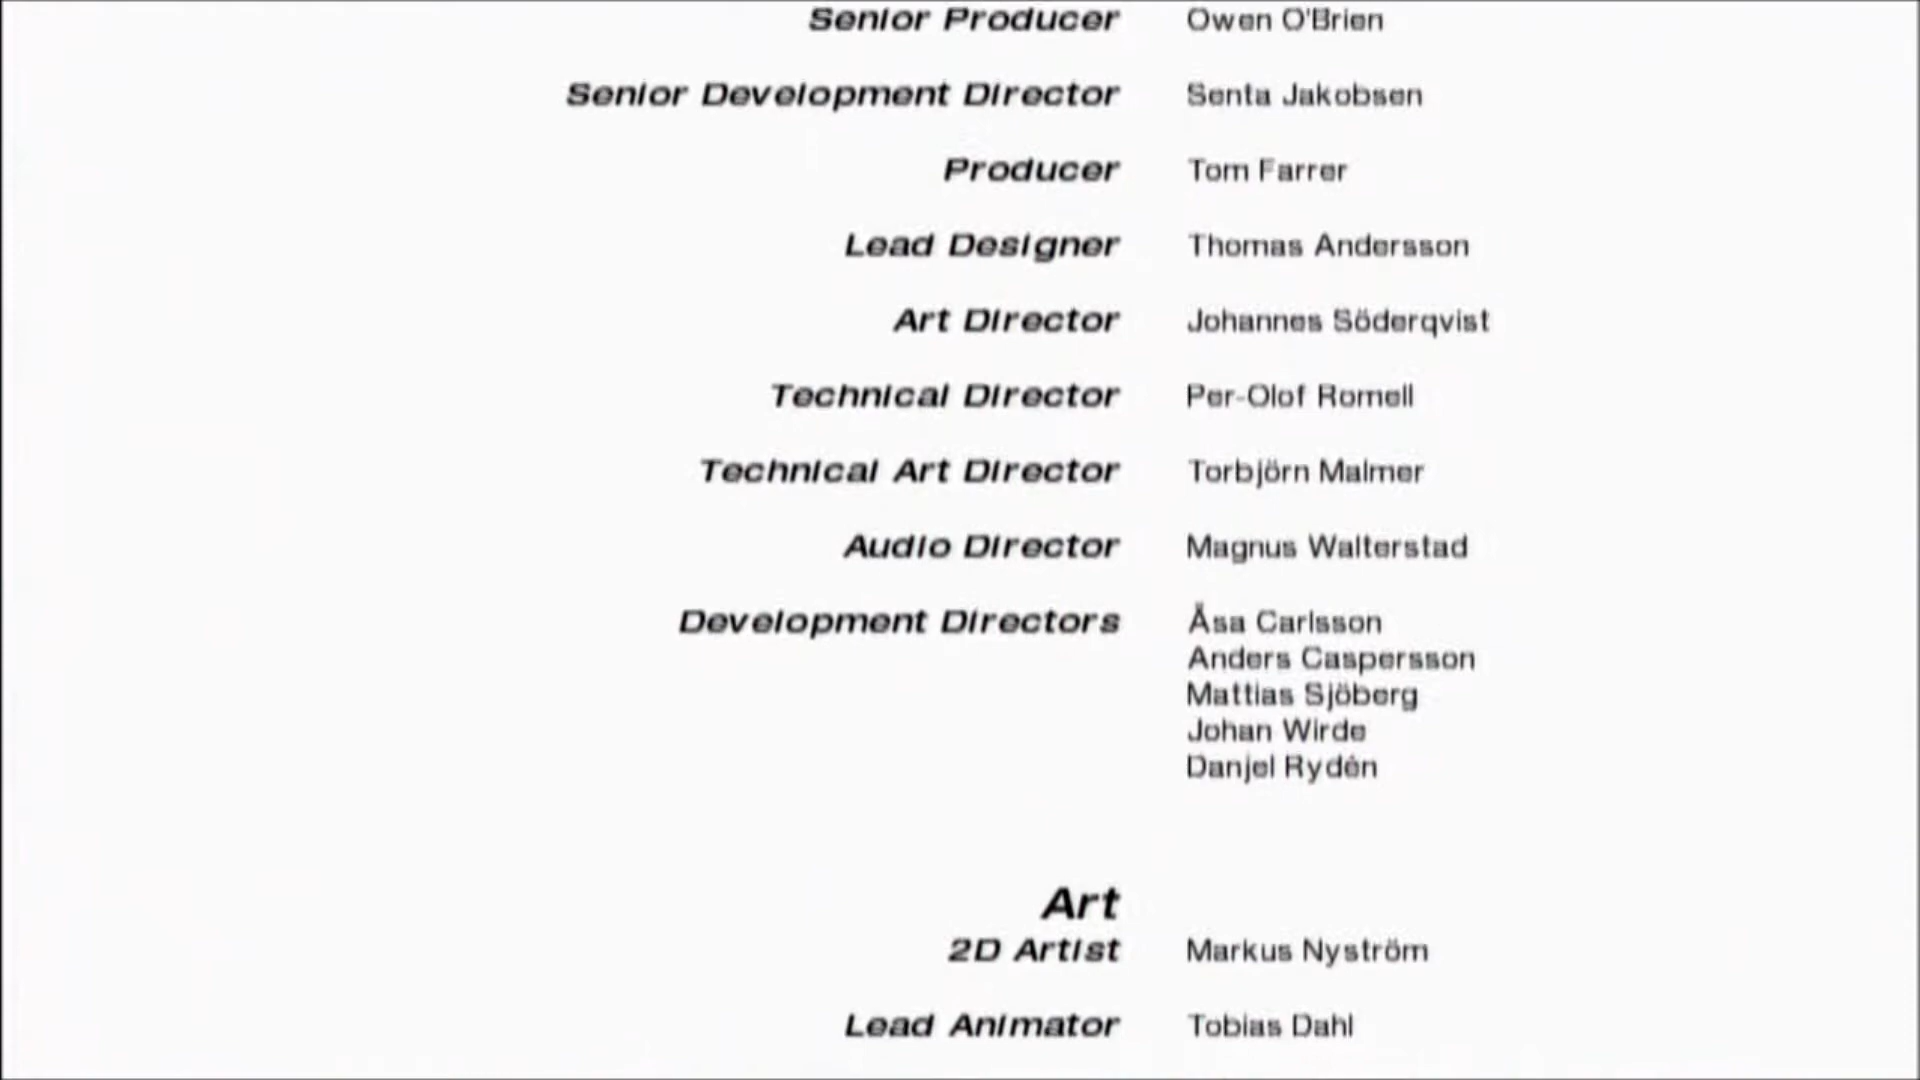 Senior Producer Owen O'Brien
Senior Development Director Senta Jakobsen
Producer Tom Farrer
Lead Designer Thomas Andersson
Art Director Johannes Söderqvist
Technical Director Per-Olof Romell
Technical Art Director Torbjörn Malmer
Audio Director Magnus Walterstad
Development Directors Åsa Carlsson
Anders Caspersson
Mattias Sjöberg
Johan Wirde
Danjel Rydén
Art
2D Artist Markus Nyström
Lead Animator Tobias Dahl